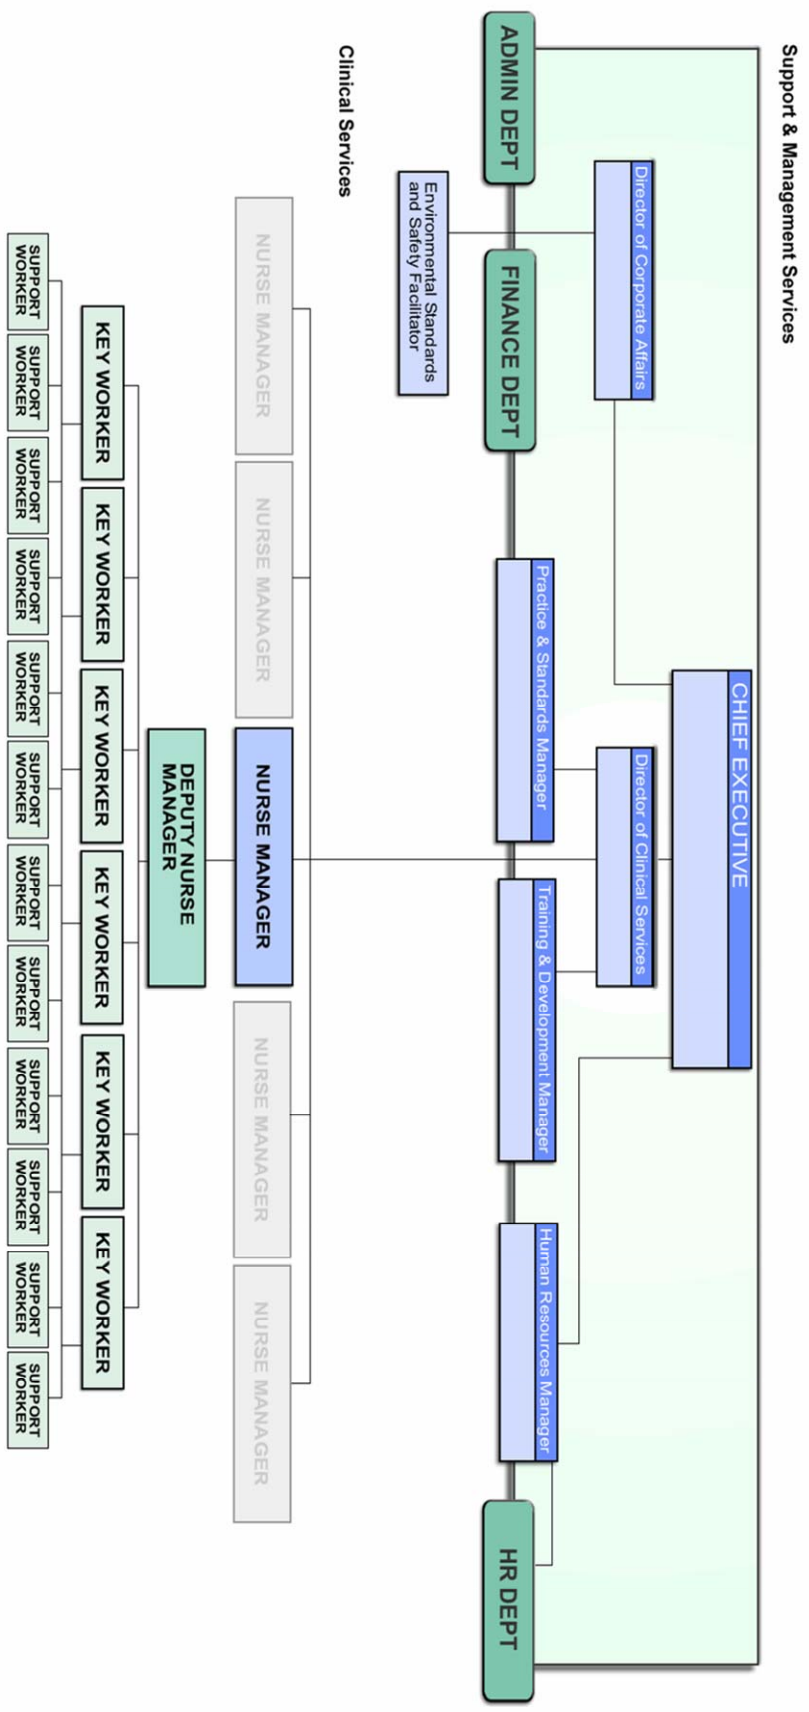 Support & Management Services
CHIEF EXECUTIVE
Director of Corporate Affairs
Director of Clinical Services
Practice & Standards Manager
Training & Development Manager
Human Resources Manager
ADMIN DEPT
FINANCE DEPT
HR DEPT
Environmental Standards
and Safety Facilitator
Clinical Services
NURSE MANAGER
NURSE MANAGER
NURSE MANAGER
NURSE MANAGER
NURSE MANAGER
DEPUTY NURSE
MANAGER
KEY WORKER
KEY WORKER
KEY WORKER
KEY WORKER
KEY WORKER
KEY WORKER
SUPPORT
WORKER
SUPPORT
WORKER
SUPPORT
WORKER
SUPPORT
WORKER
SUPPORT
WORKER
SUPPORT
WORKER
SUPPORT
WORKER
SUPPORT
WORKER
SUPPORT
WORKER
SUPPORT
WORKER
SUPPORT
WORKER
SUPPORT
WORKER